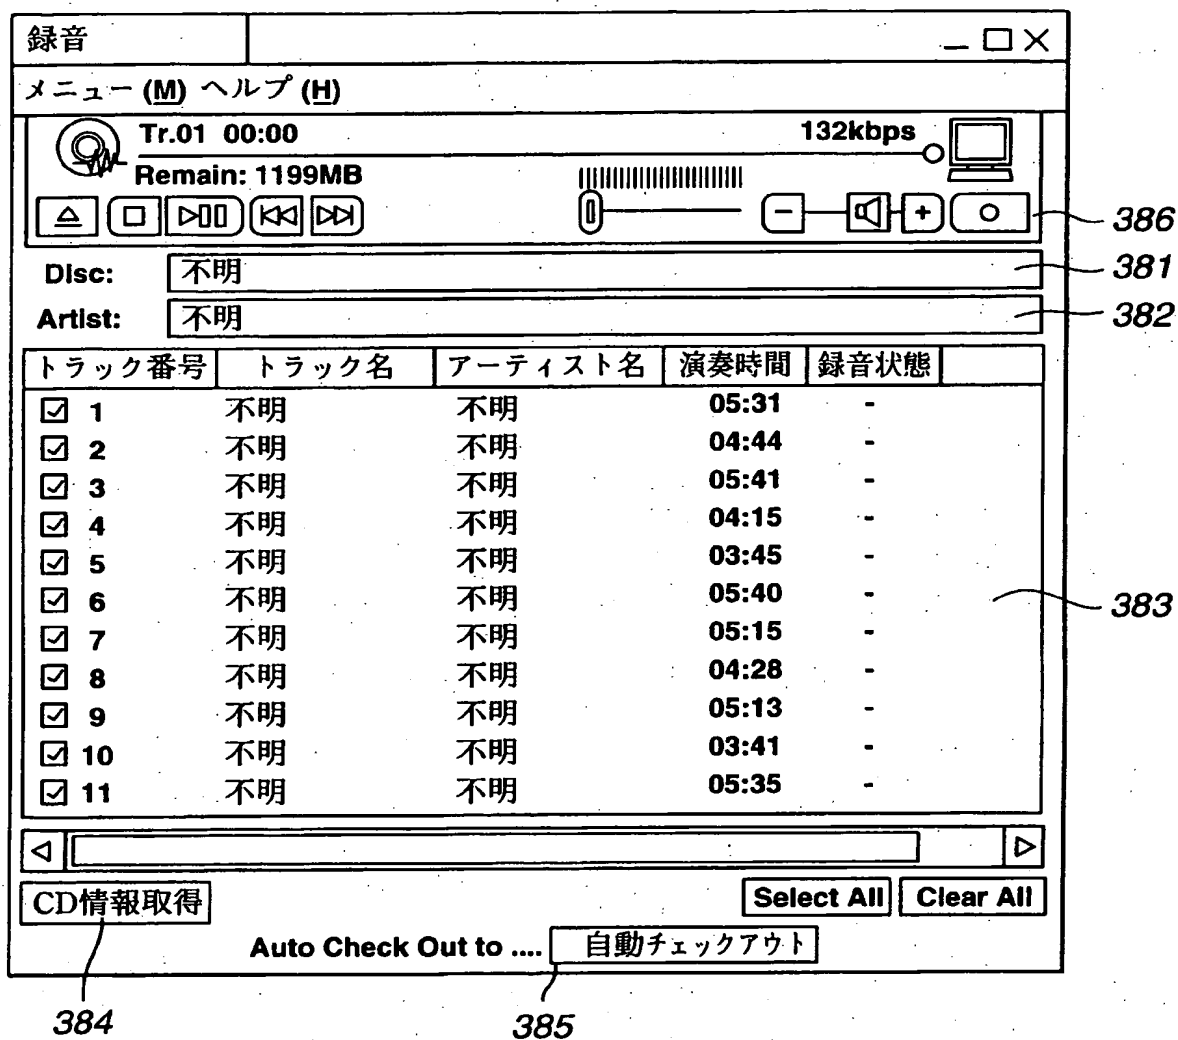 録音
メニュー (M) ヘルプ (H)
Tr.01 00:00 132kbps
Remain: 1199MB
386
Disc: 不明 381
Artist: 不明 382
トラック番号 トラック名 アーティスト名 演奏時間 録音状態
1 不明 不明 05:31 -
2 不明 不明 04:44 -
3 不明 不明 05:41 -
4 不明 不明 04:15 -
5 不明 不明 03:45 -
6 不明 不明 05:40 -
383
7 不明 不明 05:15 -
8 不明 不明 04:28 -
9 不明 不明 05:13 -
10 不明 不明 03:41 -
11 不明 不明 05:35 -
CD情報取得 Select All Clear All
Auto Check Out to .... 自動チェックアウト
384 385